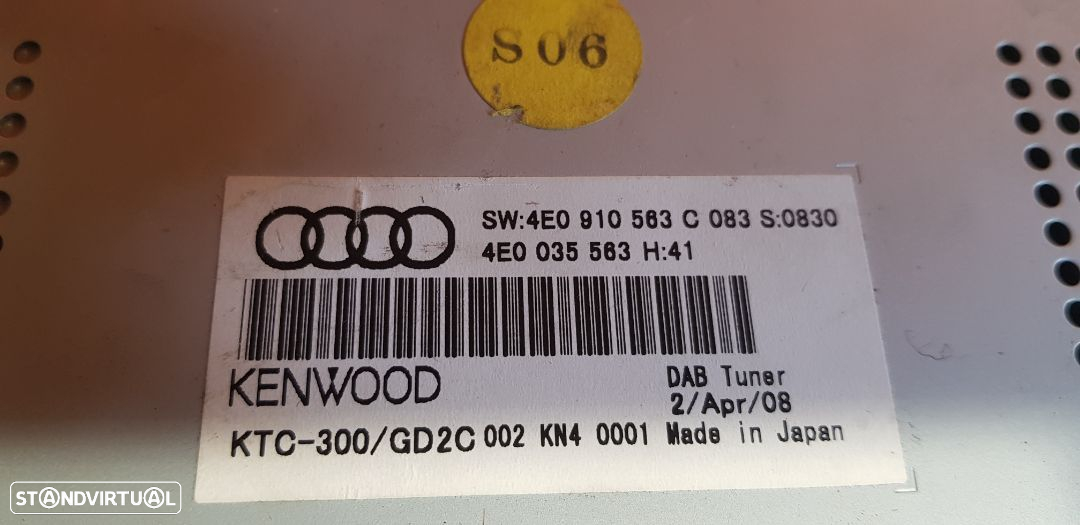 S06
SW:4E0 910 563 C 083 S:0830
4E0 035 563 H:41
KENWOOD
DAB Tuner
2/Apr/08
KTC-300/GD2C 002 KN4 0001 Made in Japan
STANDVIRTUAL